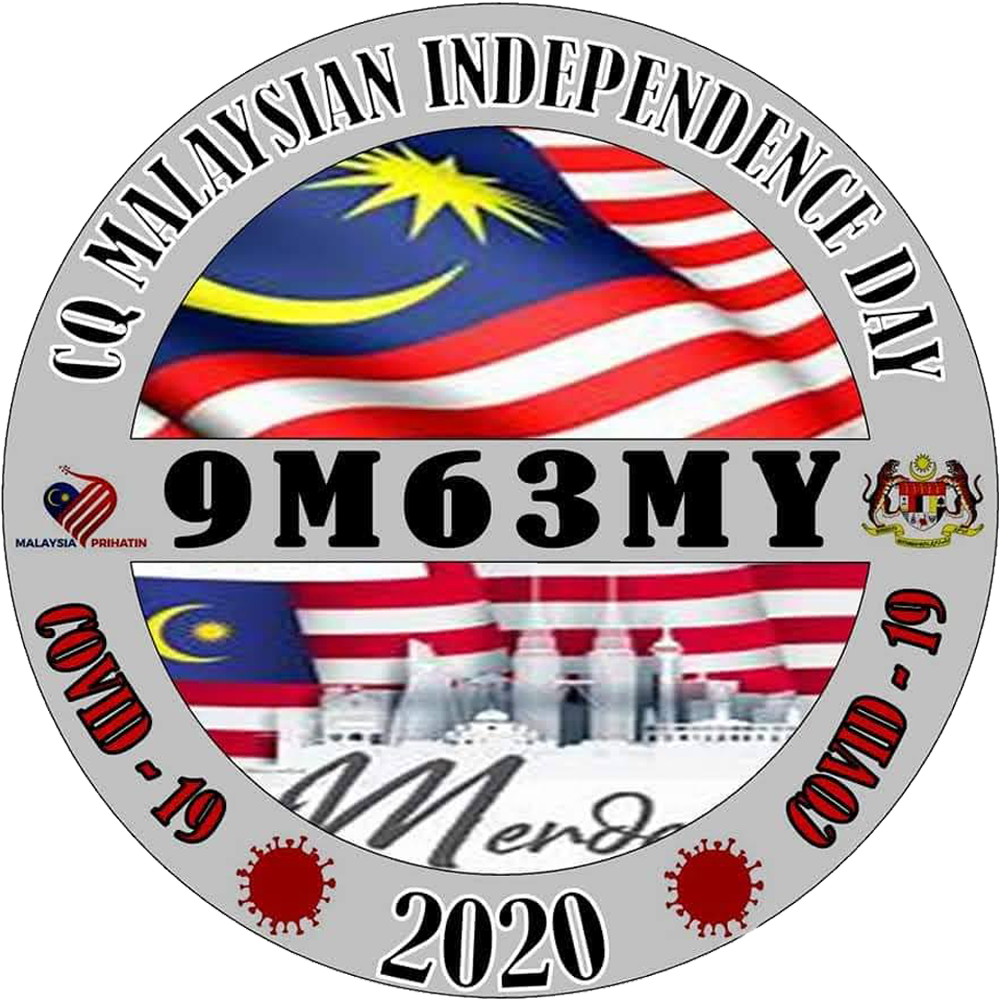 CQ MALAYSIAN INDEPENDENCE DAY
9M63MY
MALAYSIA PRIHATIN
COVID - 19
COVID - 19
2020